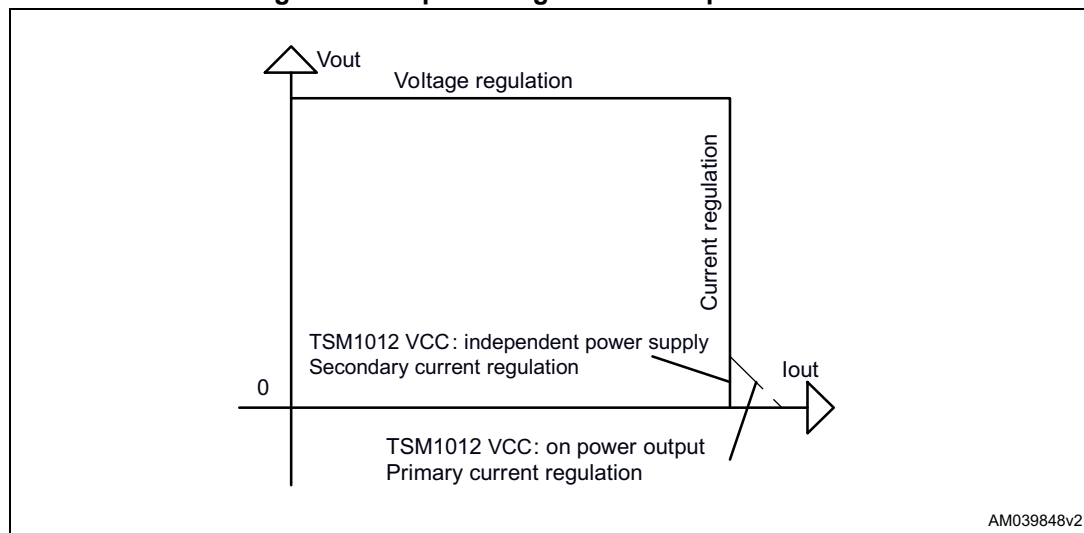 Vout
Voltage regulation
Current regulation
TSM1012 VCC: independent power supply
Secondary current regulation
Iout
0
TSM1012 VCC: on power output
Primary current regulation
AM039848v2